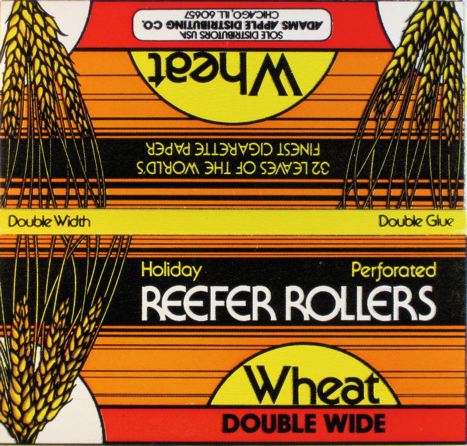 SOLE DISTRIBUTORS USA
ADAMS APPLE DISTRIBUTING CO.
CHICAGO, ILL. 60657
Wheat
32 LEAVES OF THE WORLD'S
FINEST CIGARETTE PAPER
Double Width Double Glue
Holiday Perforated
REEFER ROLLERS
Wheat
DOUBLE WIDE